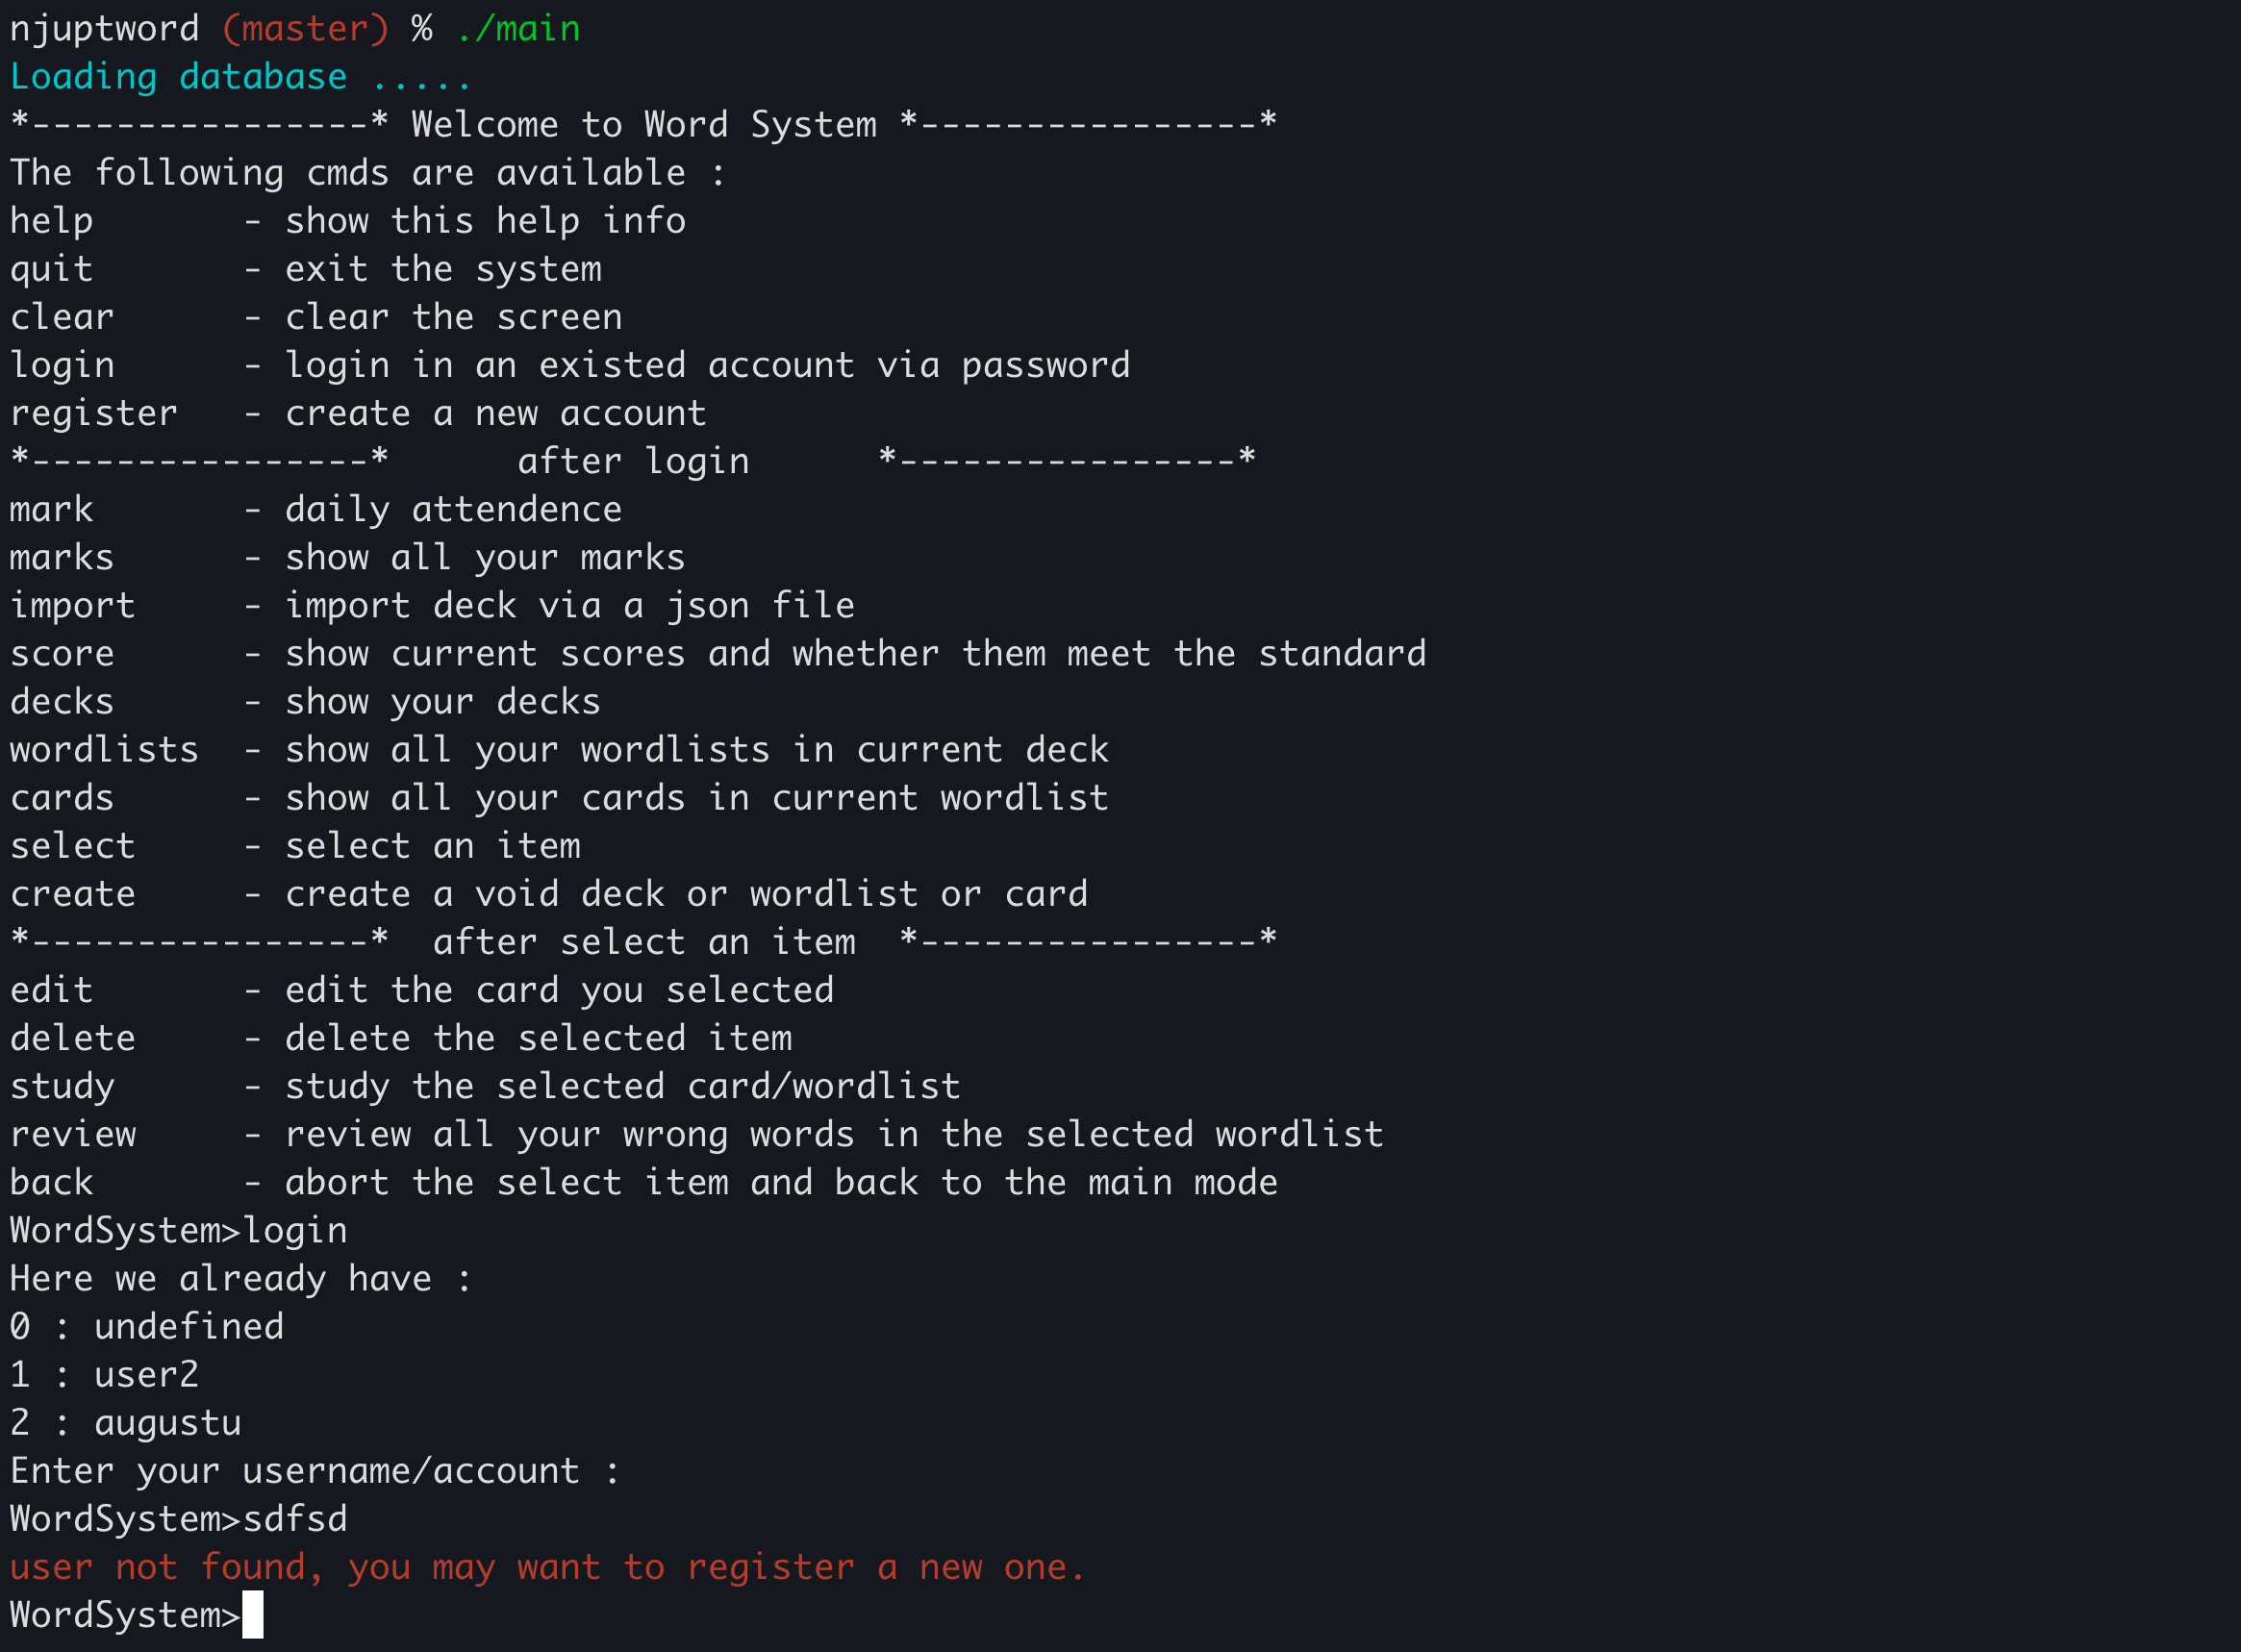 njuptword (master) % ./main
Loading database .....
*----------------* Welcome to Word System *----------------*
The following cmds are available :
help       - show this help info
quit       - exit the system
clear      - clear the screen
login      - login in an existed account via password
register   - create a new account
*----------------*      after login      *----------------*
mark       - daily attendence
marks      - show all your marks
import     - import deck via a json file
score      - show current scores and whether them meet the standard
decks      - show your decks
wordlists  - show all your wordlists in current deck
cards      - show all your cards in current wordlist
select     - select an item
create     - create a void deck or wordlist or card
*----------------*  after select an item  *----------------*
edit       - edit the card you selected
delete     - delete the selected item
study      - study the selected card/wordlist
review     - review all your wrong words in the selected wordlist
back       - abort the select item and back to the main mode
WordSystem>login
Here we already have :
0 : undefined
1 : user2
2 : augustu
Enter your username/account :
WordSystem>sdfsd
user not found, you may want to register a new one.
WordSystem>